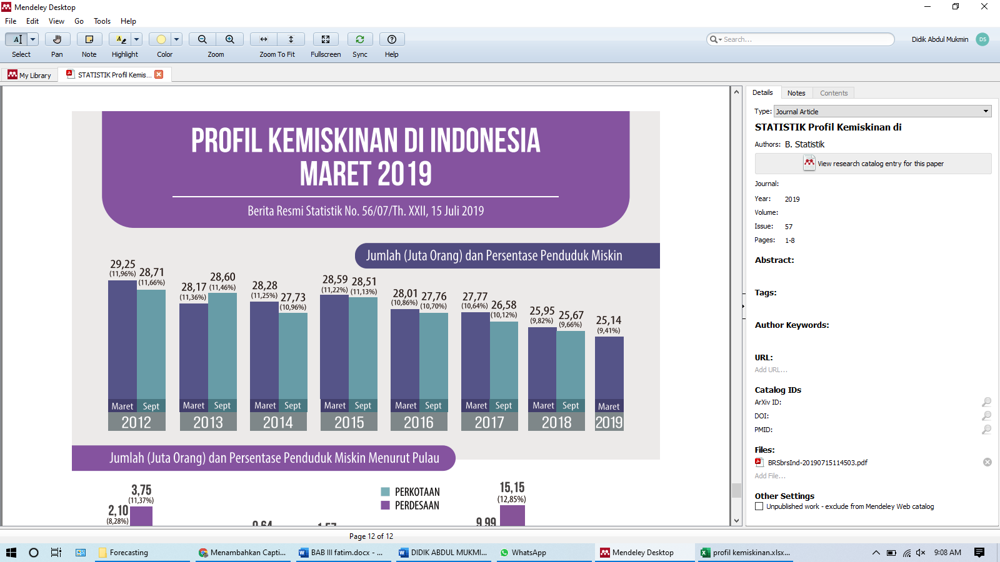 Mendeley Desktop
File Edit View Go Tools Help
Search...
Didik Abdul Mukmin DS
Select Pan Note Highlight Color Zoom Zoom To Fit Fullscreen Sync Help
My Library
STATISTIK Profil Kemis...
PROFIL KEMISKINAN DI INDONESIA
MARET 2019
Berita Resmi Statistik No. 56/07/Th. XXII, 15 Juli 2019
Jumlah (Juta Orang) dan Persentase Penduduk Miskin
29,25
(11,96%)
28,71
(11,66%)
28,17
(11,36%)
28,60
(11,46%)
28,28
(11,25%)
27,73
(10,96%)
28,59
(11,22%)
28,51
(11,13%)
28,01
(10,86%)
27,76
(10,70%)
27,77
(10,64%)
26,58
(10,12%)
25,95
(9,82%)
25,67
(9,66%)
25,14
(9,41%)
Maret Sept Maret Sept Maret Sept Maret Sept Maret Sept Maret Sept Maret Sept Maret
2012 2013 2014 2015 2016 2017 2018 2019
Jumlah (Juta Orang) dan Persentase Penduduk Miskin Menurut Pulau
3,75
(11,37%)
2,10
(8,28%)
0,64
1,57
PERKOTAAN
PERDESAAN
15,15
(12,85%)
9,99
Details Notes Contents
Type: Journal Article
STATISTIK Profil Kemiskinan di
Authors: B. Statistik
View research catalog entry for this paper
Journal:
Year: 2019
Volume:
Issue: 57
Pages: 1-8
Abstract:
Tags:
Author Keywords:
URL:
Add URL...
Catalog IDs
ArXiv ID:
DOI:
PMID:
Files:
BRSbrsInd-20190715114503.pdf
Add File...
Other Settings
Unpublished work - exclude from Mendeley Web catalog
Page 12 of 12
Forecasting
Menambahkan Capti...
BAB III fatim.docx - ...
DIDIK ABDUL MUKMI...
WhatsApp
Mendeley Desktop
profil kemiskinan.xlsx...
9:08 AM